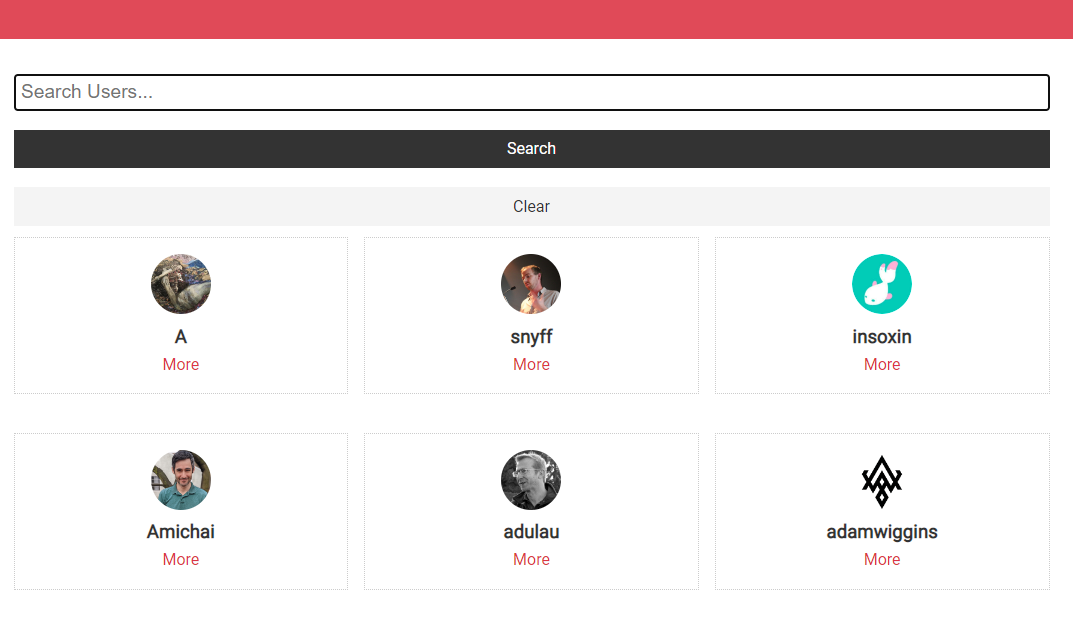 Search Users...
Search
Clear
A
More
snyff
More
insoxin
More
Amichai
More
adulau
More
adamwiggins
More